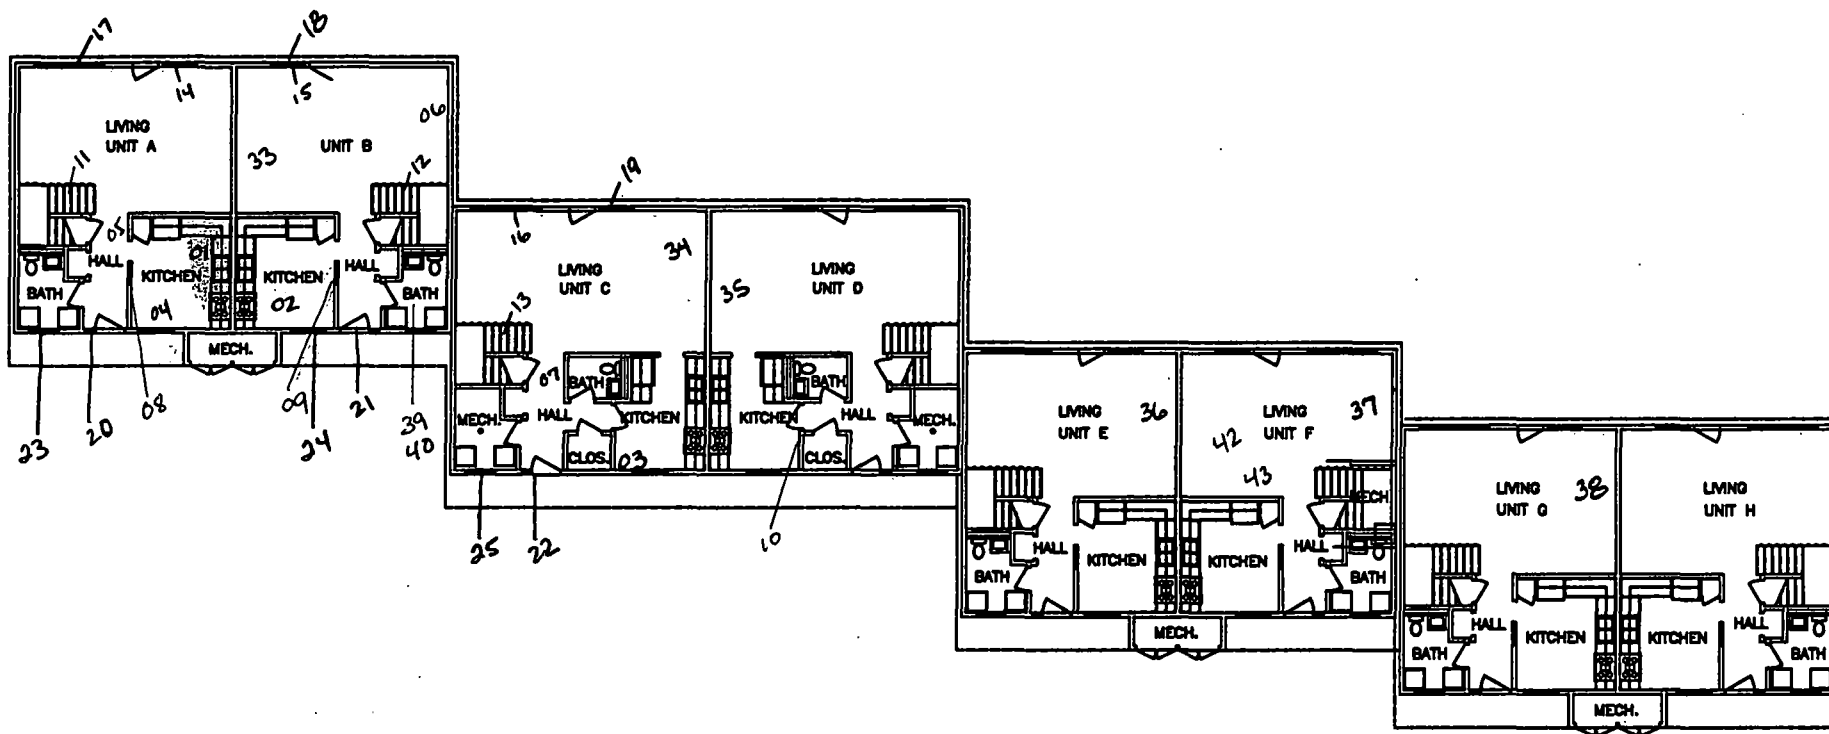 17
18
14
15
06
LIVING
UNIT A
UNIT B
33
11
12
05
01
HALL
KITCHEN
KITCHEN
HALL
BATH
04
02
BATH
MECH.
23
20
08
09
24
21
39
40
19
16
34
LIVING
UNIT C
LIVING
UNIT D
35
13
07
BATH
BATH
MECH.
HALL
KITCHEN
KITCHEN
HALL
MECH.
CLOS.
03
CLOS.
25
22
10
LIVING
UNIT E
36
LIVING
UNIT F
37
42
43
MECH
HALL
KITCHEN
KITCHEN
HALL
BATH
BATH
MECH.
LIVING
UNIT G
38
LIVING
UNIT H
HALL
KITCHEN
KITCHEN
HALL
BATH
BATH
MECH.